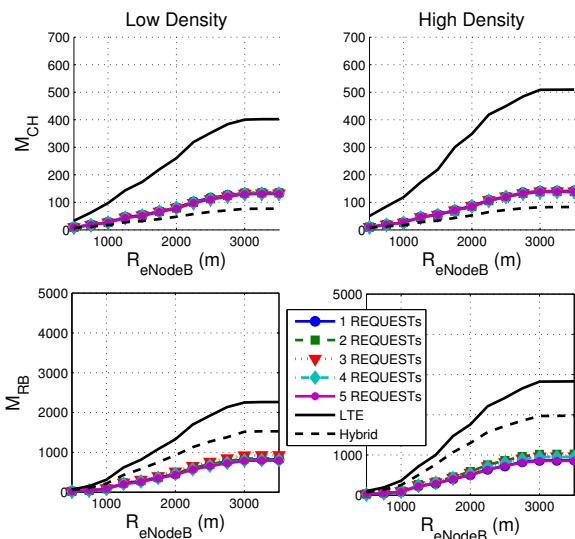 Low Density
High Density
700
600
500
400
300
200
100
0
M_CH
1000 2000 3000
R_eNodeB (m)
700
600
500
400
300
200
100
0
1000 2000 3000
R_eNodeB (m)
5000
4000
3000
2000
1000
0
M_RB
1000 2000 3000
R_eNodeB (m)
1 REQUESTs
2 REQUESTs
3 REQUESTs
4 REQUESTs
5 REQUESTs
LTE
Hybrid
5000
1000
0
1000 2000 3000
R_eNodeB (m)